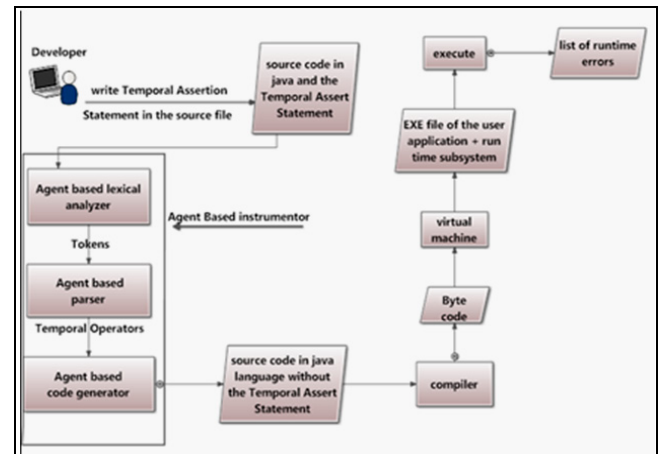 Developer
write Temporal Assertion
Statement in the source file
source code in
java and the
Temporal Assert
Statement
Agent based lexical
analyzer
Tokens
Agent based
parser
Temporal Operators
Agent based
code generator
Agent Based instrumentor
source code in java
language without
the Temporal Assert
Statement
compiler
Byte
code
virtual
machine
EXE file of the user
application + run
time subsystem
execute
list of runtime
errors